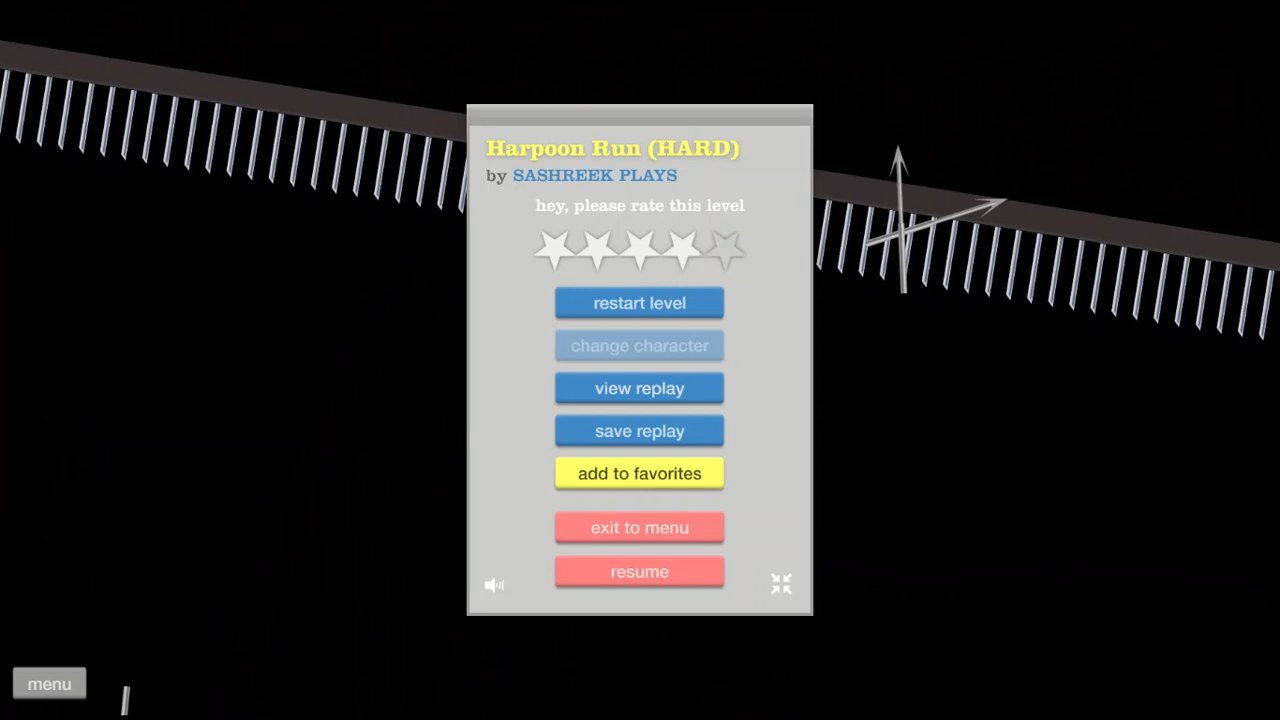 Harpoon Run (HARD)
by SASHREEK PLAYS
hey, please rate this level
restart level
change character
view replay
save replay
add to favorites
exit to menu
resume
menu